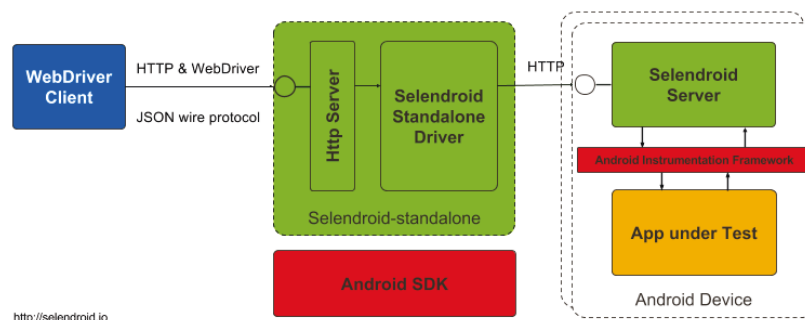 WebDriver
Client
HTTP & WebDriver
JSON wire protocol
Http Server
Selendroid
Standalone
Driver
Selendroid-standalone
Android SDK
HTTP
Selendroid
Server
Android Instrumentation Framework
App under Test
Android Device
http://selendroid.io